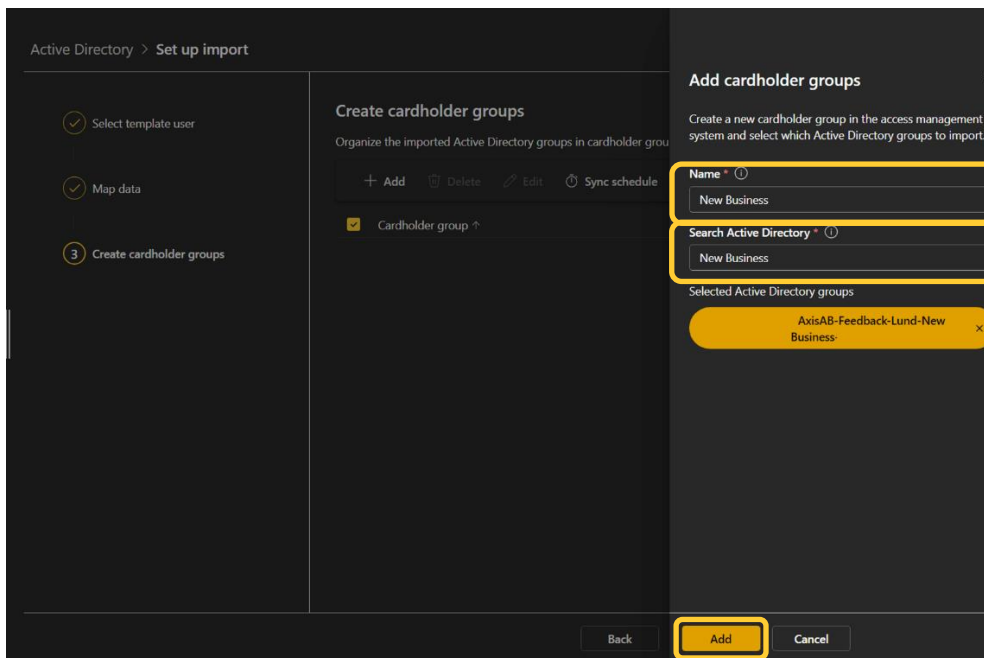 Active Directory > Set up import
Select template user
Map data
3 Create cardholder groups
Create cardholder groups
Organize the imported Active Directory groups in cardholder grou
+ Add Delete Edit Sync schedule
Cardholder group ↑
Back
Add cardholder groups
Create a new cardholder group in the access management
system and select which Active Directory groups to import.
Name *
New Business
Search Active Directory *
New Business
Selected Active Directory groups
AxisAB-Feedback-Lund-New
Business-
×
Add
Cancel